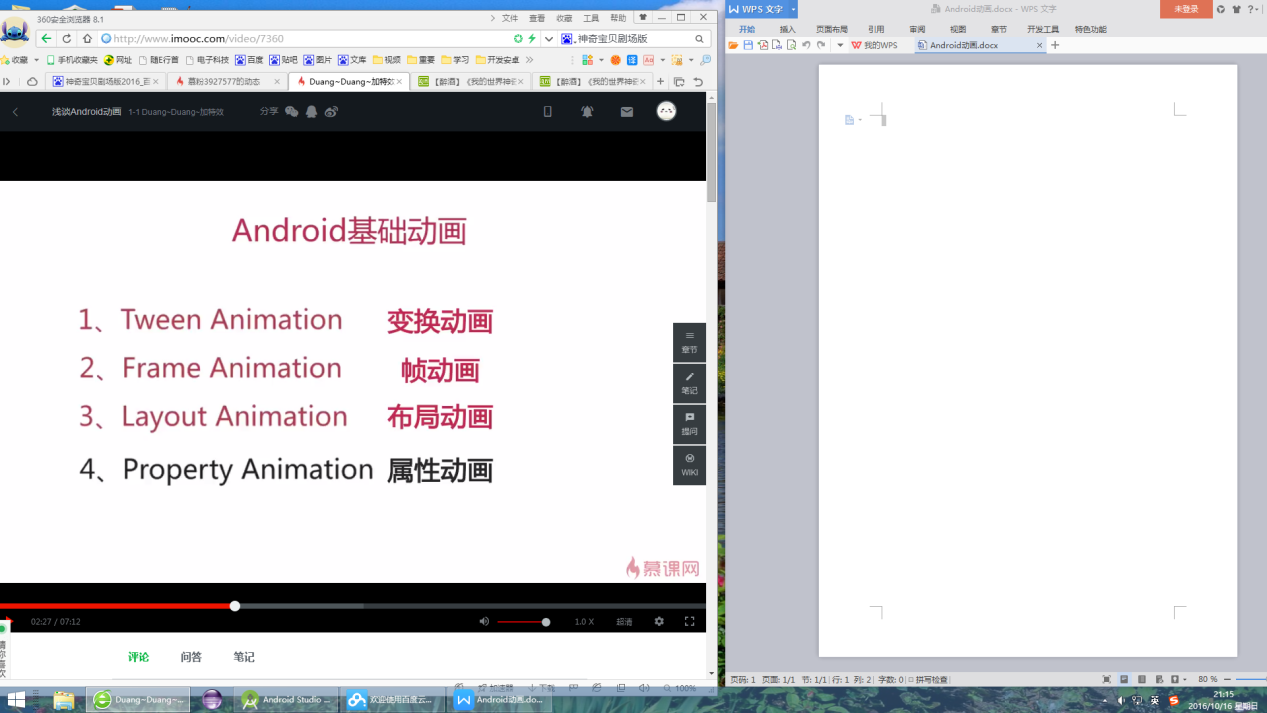 360安全浏览器 8.1
文件 查看 收藏 工具 帮助
http://www.imooc.com/video/7360
神奇宝贝剧场版
收藏 手机收藏夹 网址 随E行首 电子科技 百度 贴吧 图片 文库 视频 重要 学习 开发安卓
神奇宝贝剧场版2016_百
慕粉3927577的动态
Duang~Duang~加特效
【醉酒】《我的世界神
【醉酒】《我的世界神
浅谈Android动画 1-1 Duang~Duang~加特效 分享
Android基础动画
1、Tween Animation 变换动画
2、Frame Animation 帧动画
3、Layout Animation 布局动画
4、Property Animation 属性动画
章节
笔记
提问
WIKI
慕课网
02:27 / 07:12
1.0 X 超清
评论 问答 笔记
猜你喜欢
加速器 下载 100%
WPS 文字
Android动画.docx - WPS 文字
未登录
开始 插入 页面布局 引用 审阅 视图 章节 开发工具 特色功能
我的WPS
Android动画.docx
页码: 1 页面: 1/1 节: 1/1 行: 1 列: 2 字数: 0 拼写检查
80 %
Duang~Duang~...
Android Studio ...
欢迎使用百度云...
Android动画.do...
英
21:15
2016/10/16 星期日